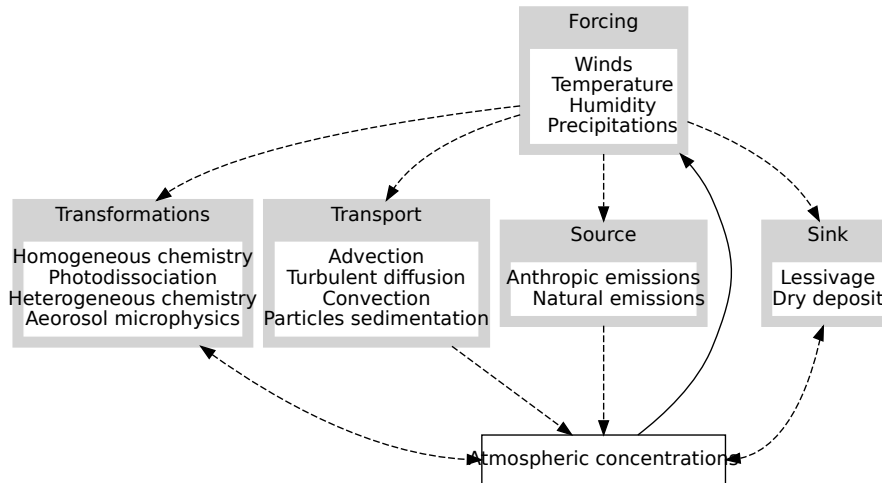 Forcing
Winds
Temperature
Humidity
Precipitations
Transformations
Homogeneous chemistry
Photodissociation
Heterogeneous chemistry
Aeorosol microphysics
Transport
Advection
Turbulent diffusion
Convection
Particles sedimentation
Source
Anthropic emissions
Natural emissions
Sink
Lessivage
Dry deposit
Atmospheric concentrations